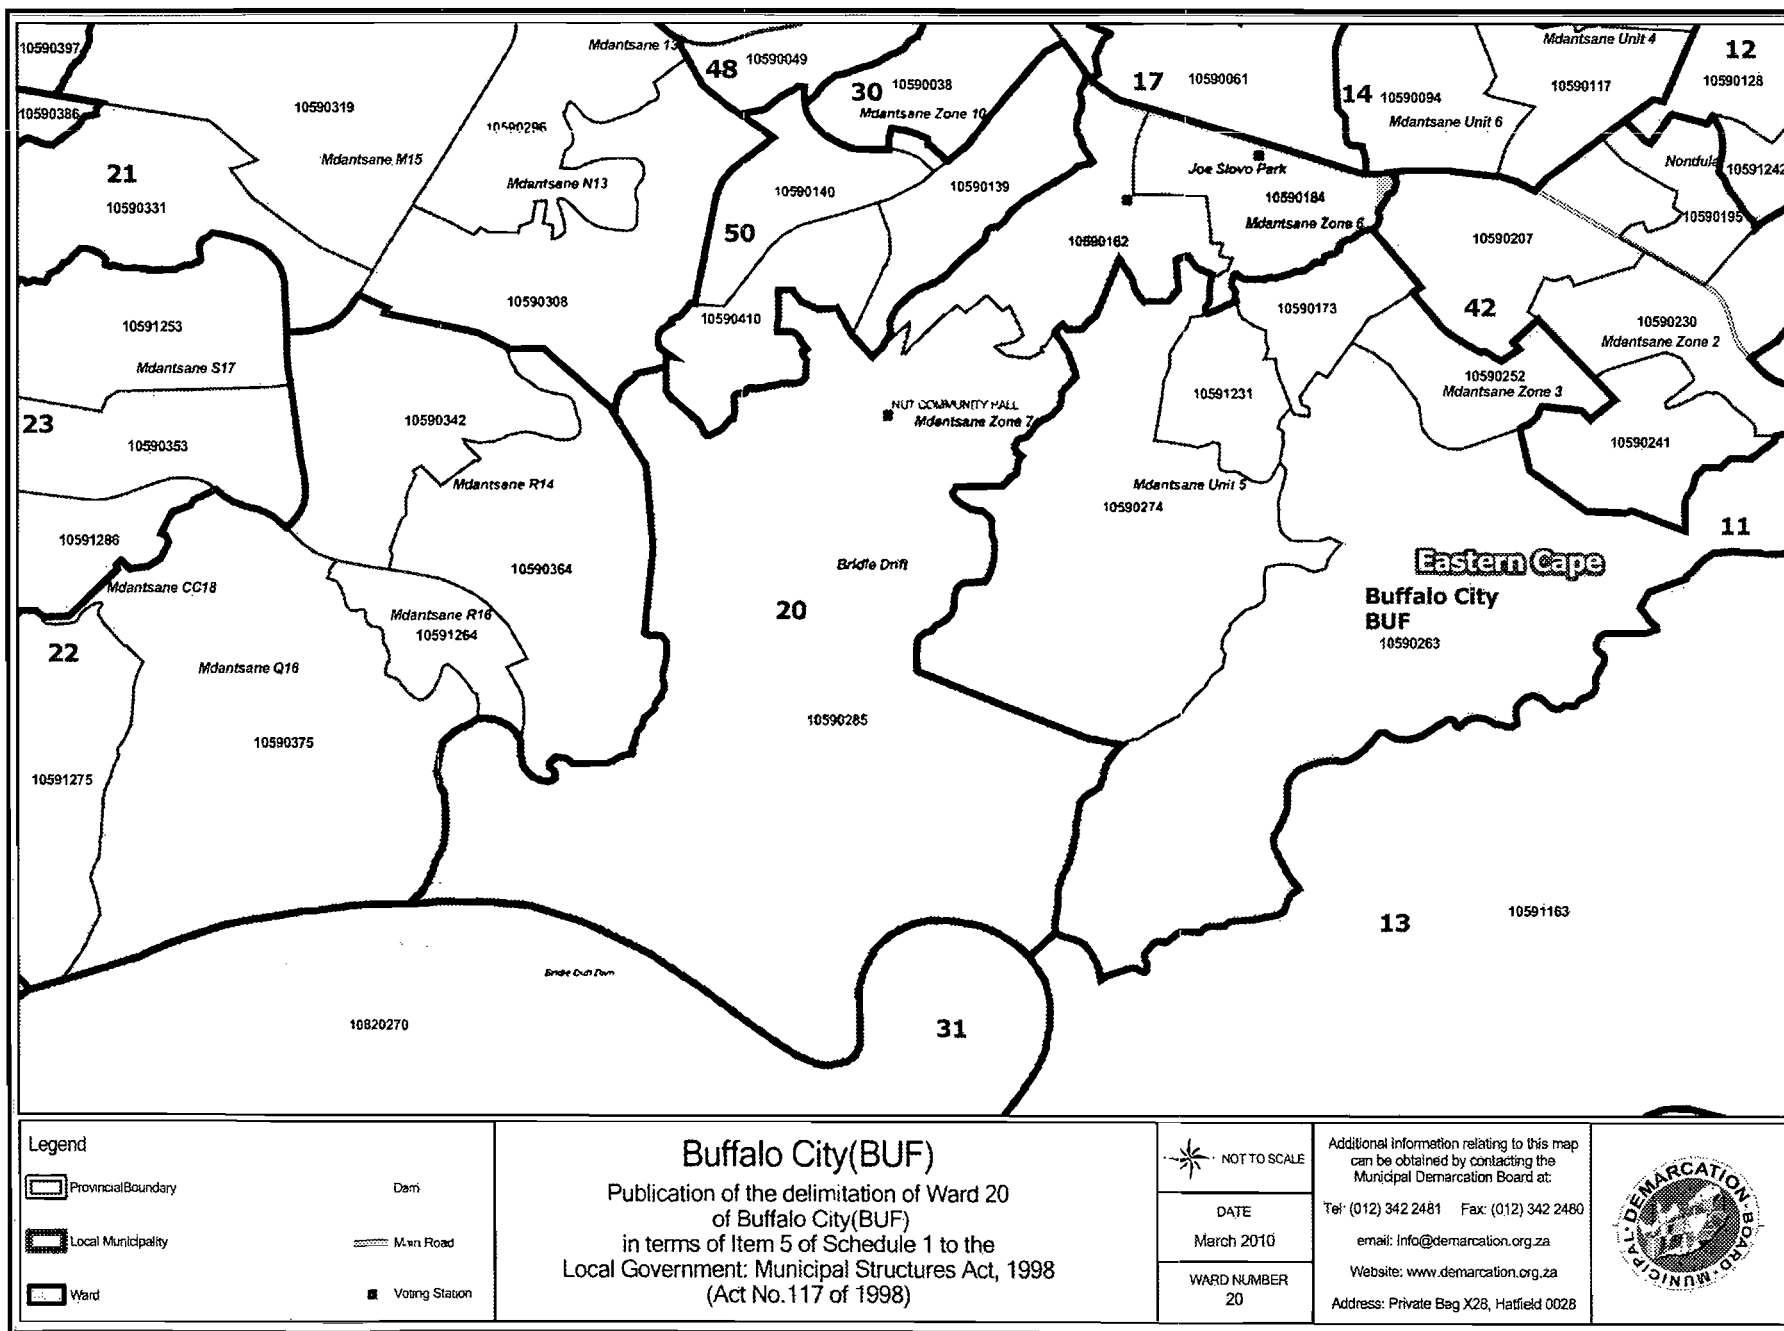 10590397
Mdantsane 13
48
10590049
30
10590038
17
10590061
14
10590094
Mdantsane Unit 4
10590117
12
10590128
10590386
10590319
10590296
Mdantsane Zone 10
Mdantsane Unit 6
Mdantsane M15
Joe Slovo Park
Nondula
10591242
21
10590331
Mdantsane N13
10590140
10590139
10590184
10590195
50
Mdantsane Zone 6
10590162
10590207
10590308
10590410
10590173
42
10591253
10590230
Mdantsane Zone 2
Mdantsane S17
10590252
Mdantsane Zone 3
10591231
23
NUT COMMUNITY HALL
Mdantsane Zone 7
10590342
10590353
10590241
Mdantsane R14
Mdantsane Unit 5
10590274
11
10591286
Bridle Drift
Eastern Cape
10590364
Mdantsane CC18
Buffalo City
BUF
Mdantsane R16
10591264
20
10590263
22
Mdantsane Q16
10590285
10590375
10591275
13
10591163
10820270
31
Legend
Provincial Boundary
Dam
Local Municipality
Main Road
Ward
Voting Station
Buffalo City(BUF)
Publication of the delimitation of Ward 20
of Buffalo City(BUF)
in terms of Item 5 of Schedule 1 to the
Local Government: Municipal Structures Act, 1998
(Act No.117 of 1998)
NOT TO SCALE
DATE
March 2010
WARD NUMBER
20
Additional information relating to this map
can be obtained by contacting the
Municipal Demarcation Board at:
Tel: (012) 342 2481 Fax: (012) 342 2480
email: info@demarcation.org.za
Website: www.demarcation.org.za
Address: Private Bag X28, Hatfield 0028
MUNICIPAL DEMARCATION BOARD